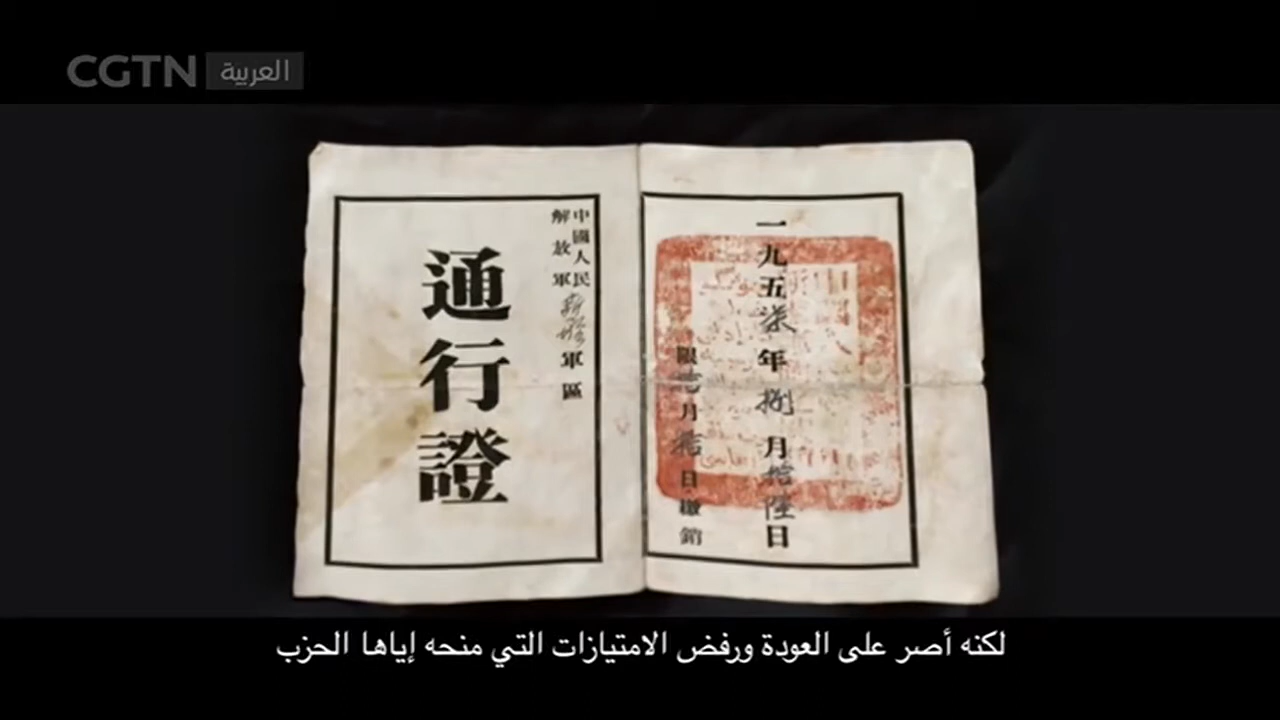 CGTN العربية
中國人民
解放軍
新疆軍區
通行證
一九五柒年捌月拾陸日
限月拾日繳銷
لكنه أصر على العودة ورفض الامتيازات التي منحه إياها الحزب